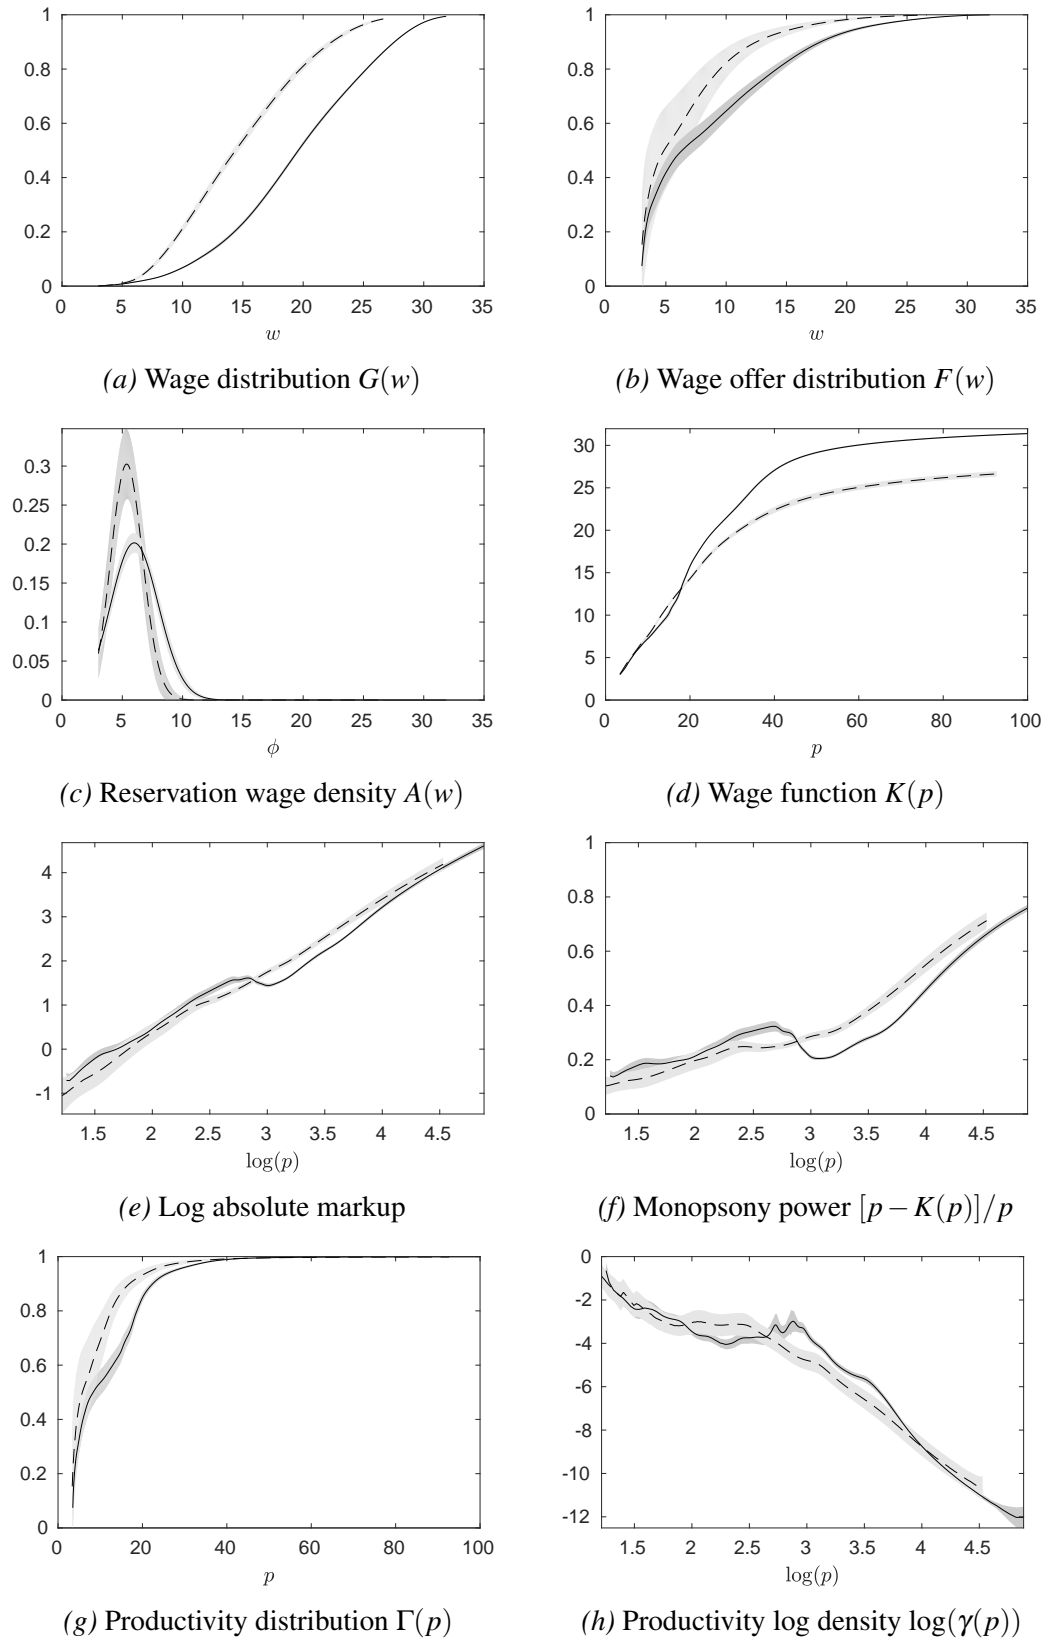 1
0.8
0.6
0.4
0.2
0
0 5 10 15 20 25 30 35
w
(a) Wage distribution G(w)
1
0.8
0.6
0.4
0.2
0
0 5 10 15 20 25 30 35
w
(b) Wage offer distribution F(w)
0.3
0.25
0.2
0.15
0.1
0.05
0
0 5 10 15 20 25 30 35
ϕ
(c) Reservation wage density A(w)
30
25
20
15
10
5
0
0 20 40 60 80 100
p
(d) Wage function K(p)
4
3
2
1
0
-1
1.5 2 2.5 3 3.5 4 4.5
log(p)
(e) Log absolute markup
1
0.8
0.6
0.4
0.2
0
1.5 2 2.5 3 3.5 4 4.5
log(p)
(f) Monopsony power [p − K(p)]/p
1
0.8
0.6
0.4
0.2
0
0 20 40 60 80 100
p
(g) Productivity distribution Γ(p)
0
-2
-4
-6
-8
-10
-12
1.5 2 2.5 3 3.5 4 4.5
log(p)
(h) Productivity log density log(γ(p))